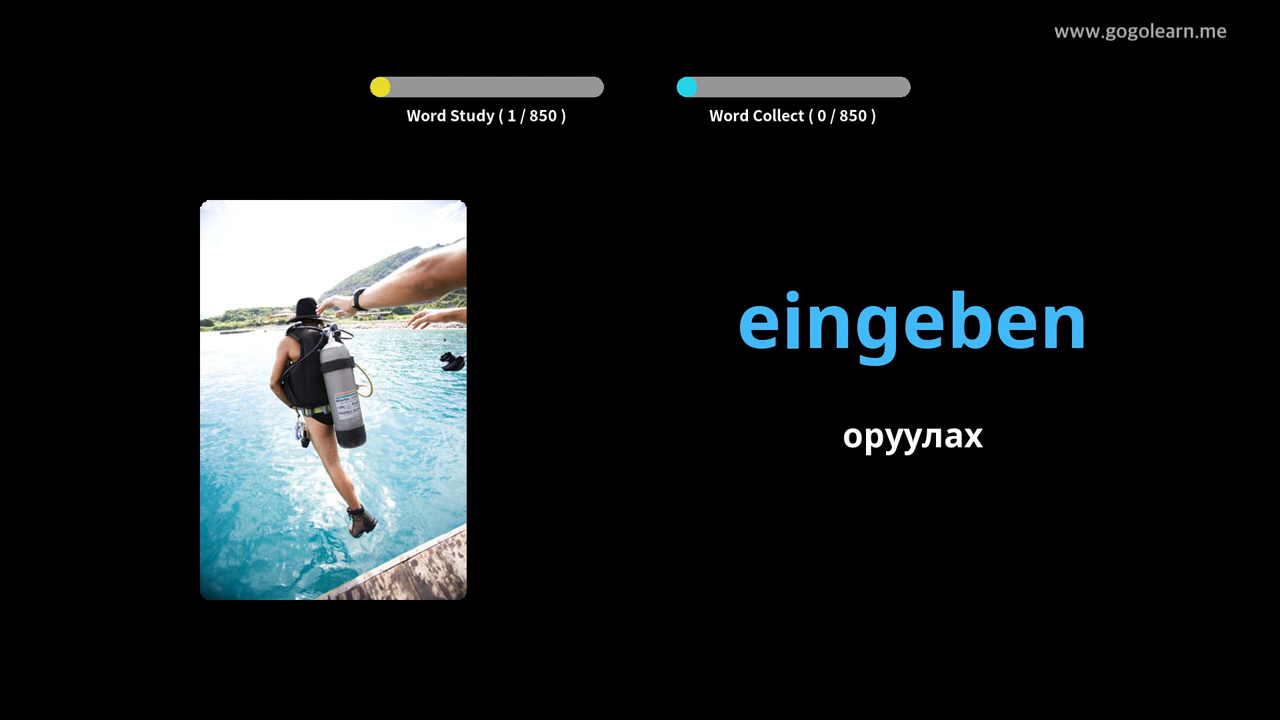 www.gogolearn.me
Word Study ( 1 / 850 )
Word Collect ( 0 / 850 )
eingeben
оруулах